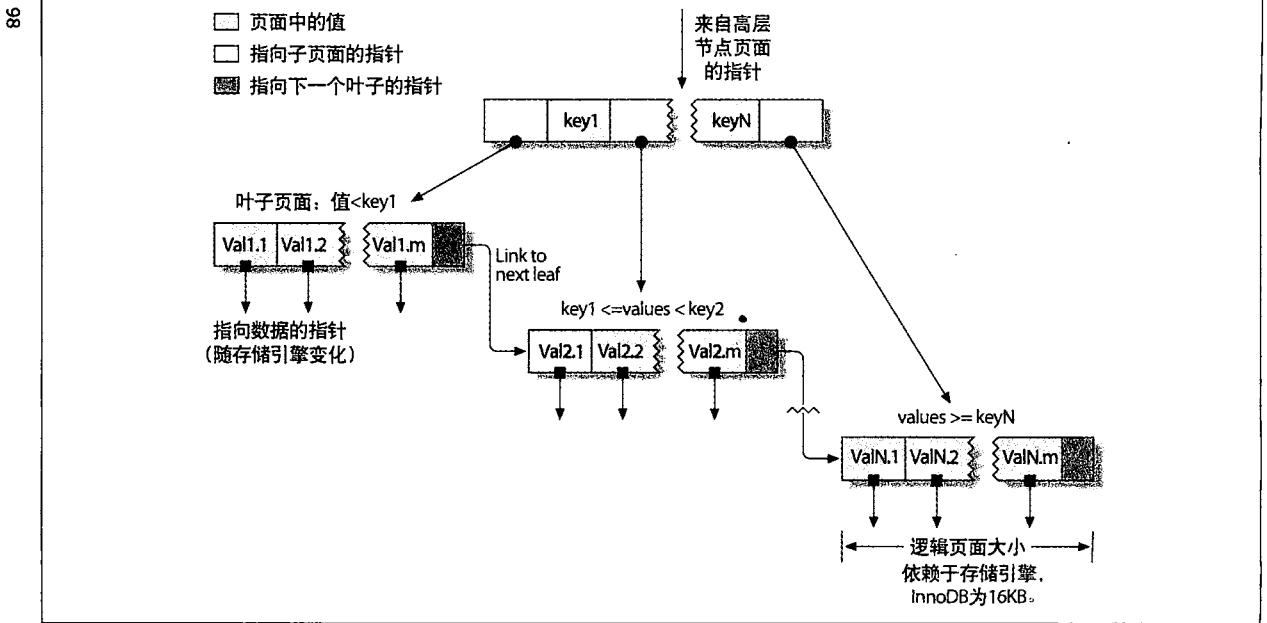 98
页面中的值
指向子页面的指针
指向下一个叶子的指针
来自高层
节点页面
的指针
key1
keyN
叶子页面：值<key1
Val1.1
Val1.2
Val1.m
Link to
next leaf
指向数据的指针
（随存储引擎变化）
key1 <=values < key2
Val2.1
Val2.2
Val2.m
values >= keyN
ValN.1
ValN.2
ValN.m
逻辑页面大小
依赖于存储引擎，
InnoDB为16KB。